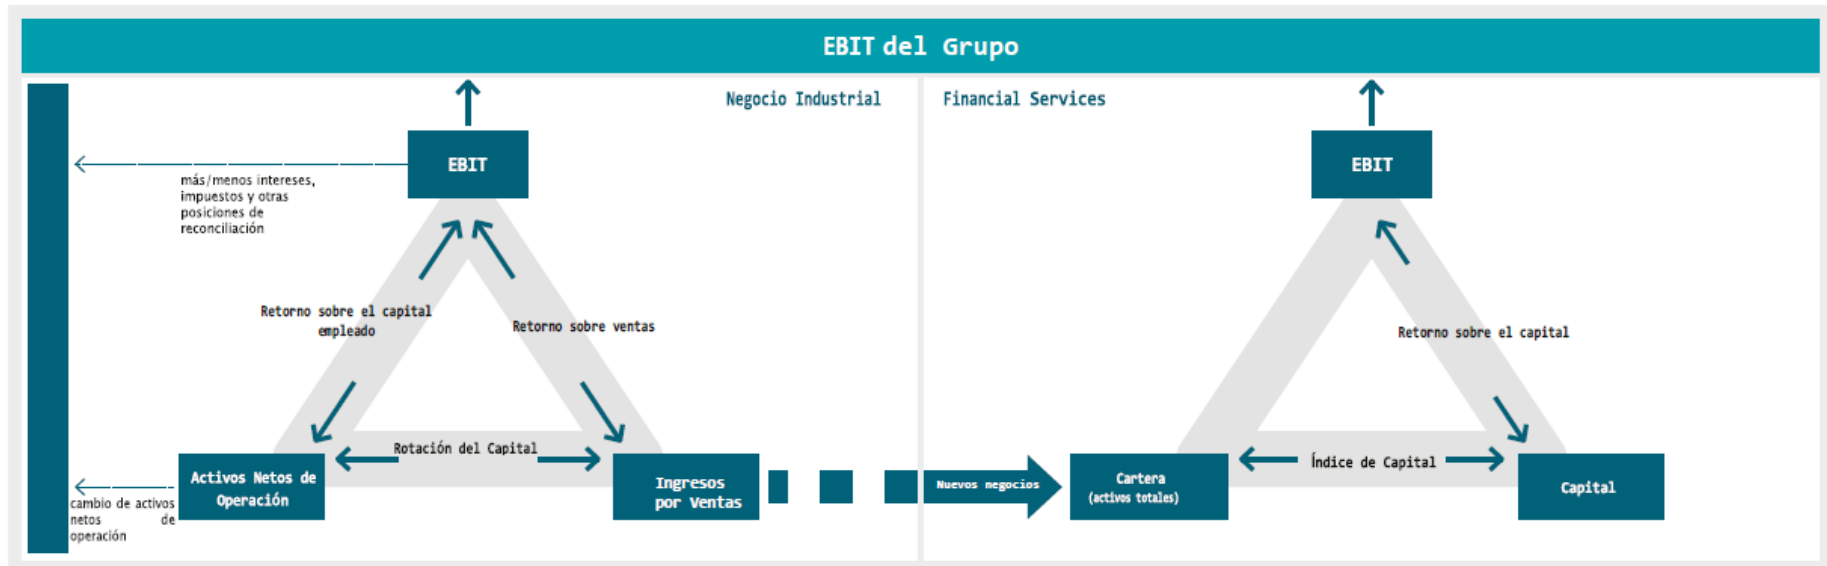 EBIT del Grupo
Negocio Industrial
Financial Services
EBIT
más/menos intereses,
impuestos y otras
posiciones de
reconciliación
Retorno sobre el capital
empleado
Retorno sobre ventas
Rotación del Capital
Activos Netos de
Operación
Ingresos
por Ventas
cambio de activos
netos de
operación
Nuevos negocios
EBIT
Retorno sobre el capital
Índice de Capital
Cartera
(activos totales)
Capital